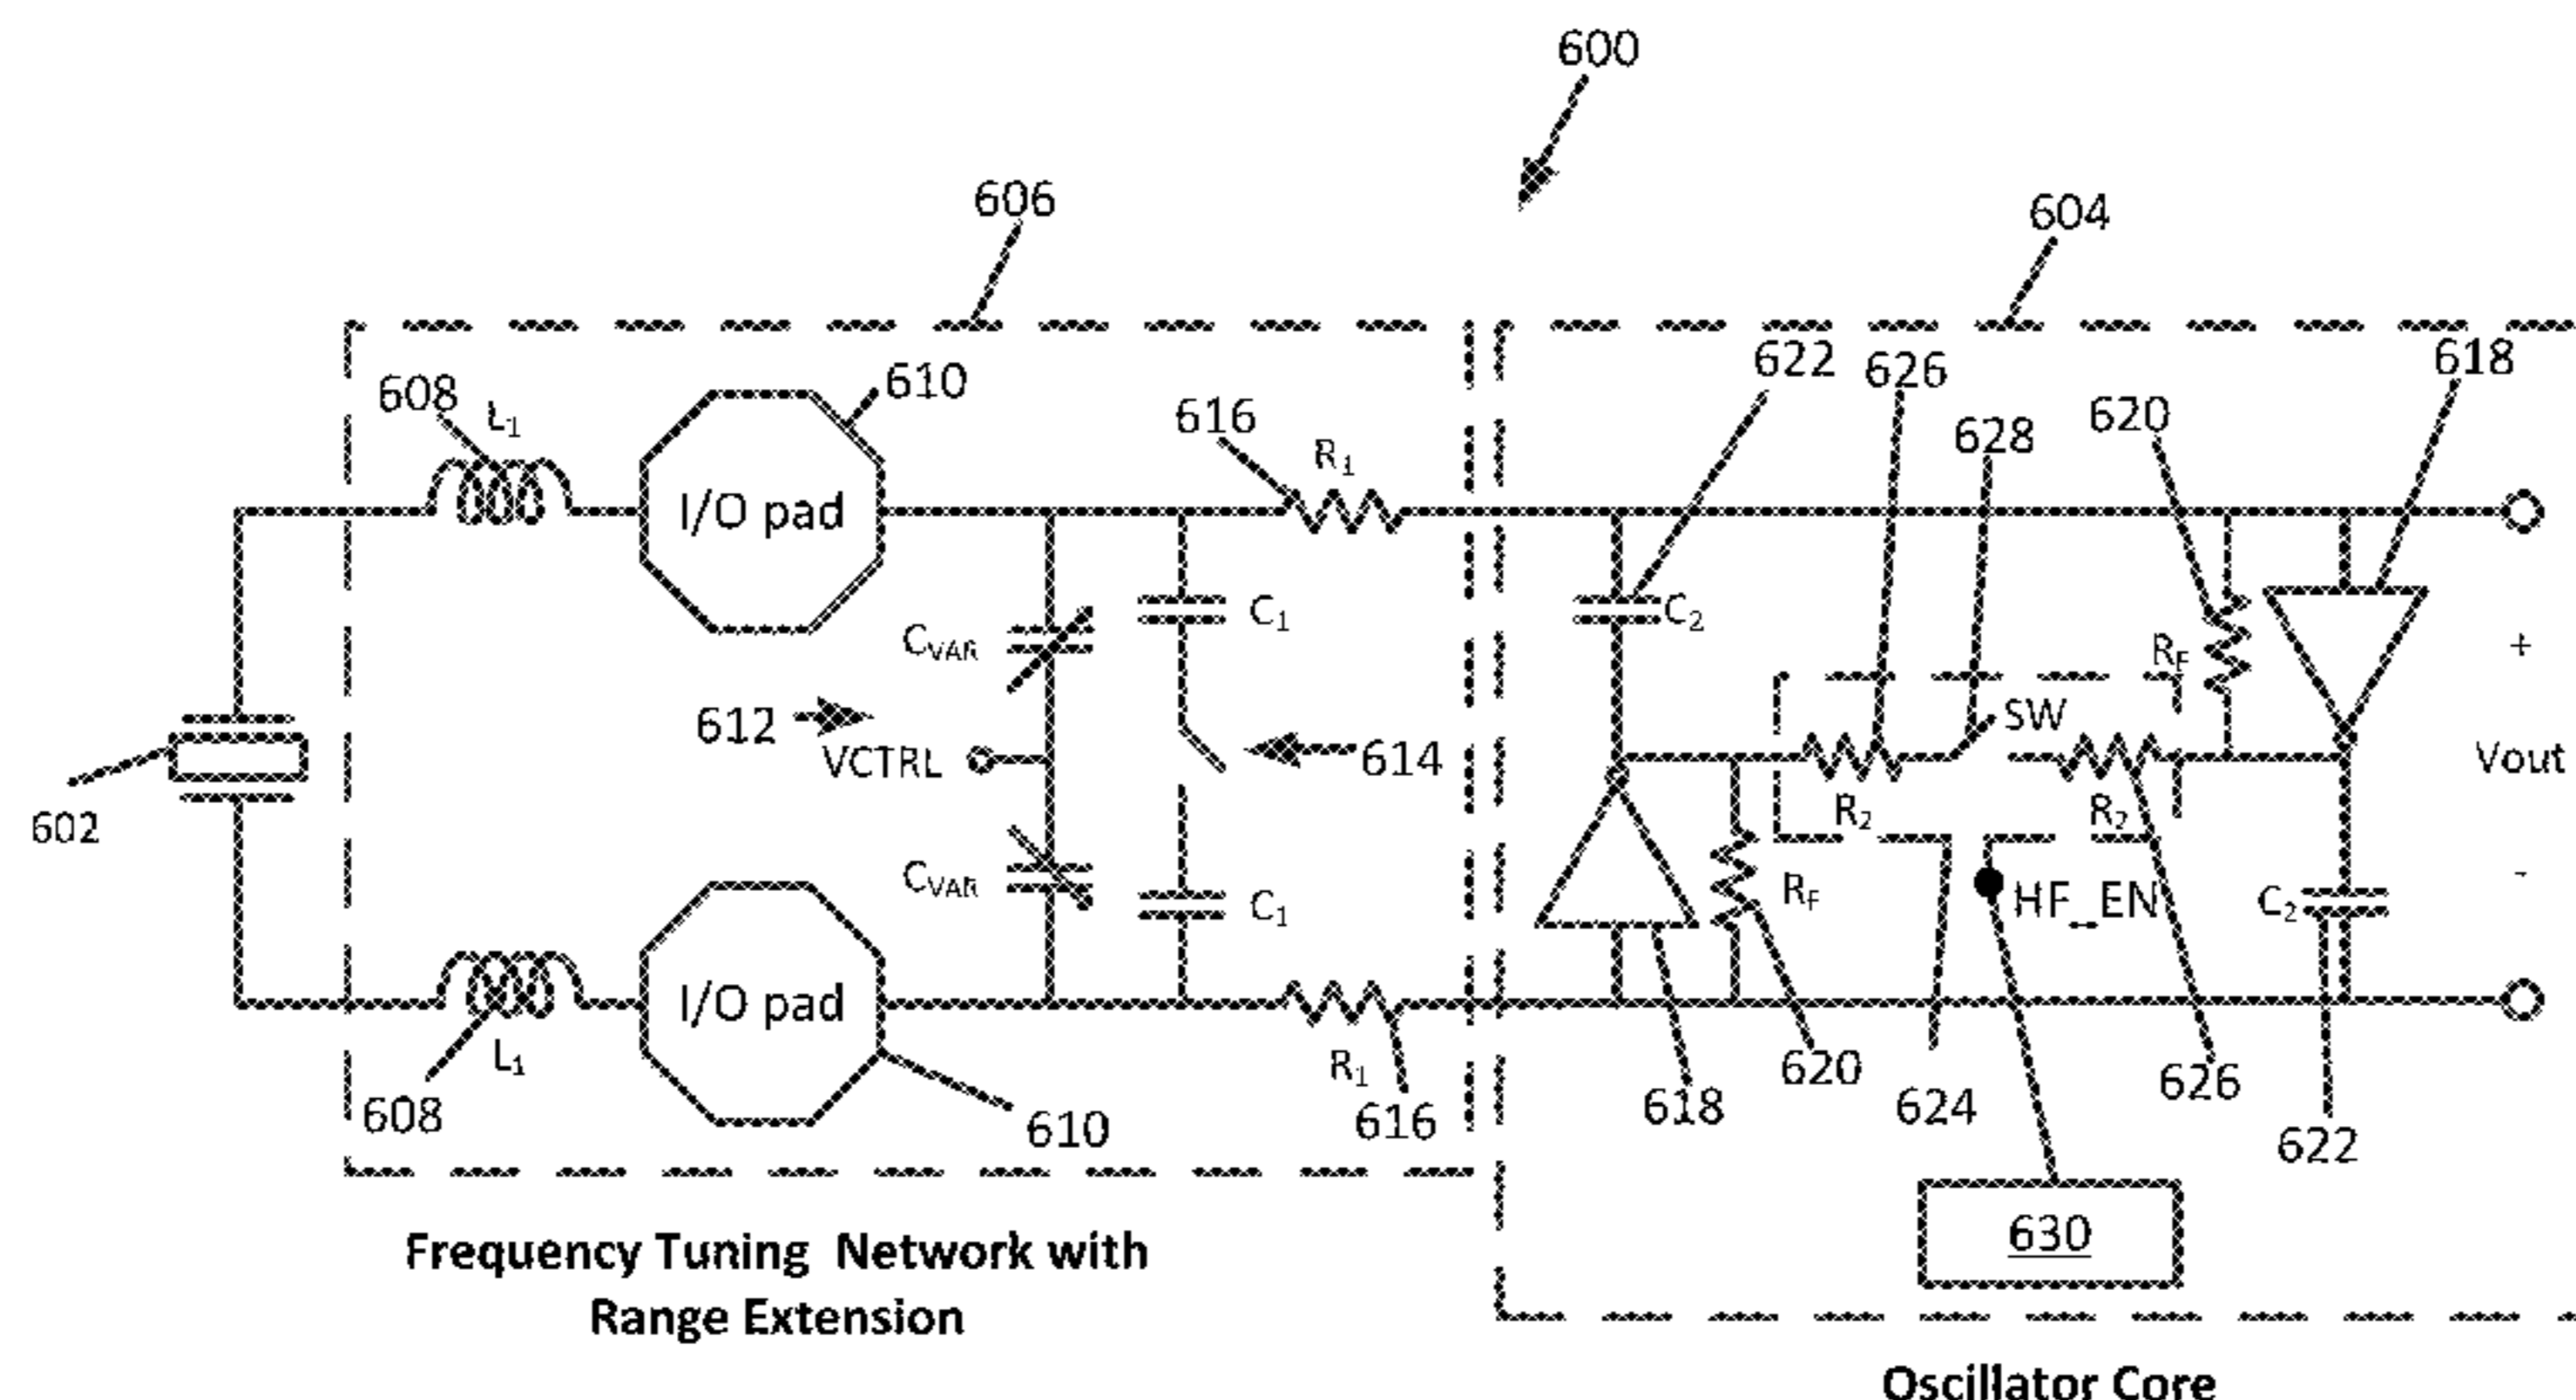 600
606
604
608
L1
610
616
R1
622
626
628
620
618
I/O pad
CVAR
C1
C2
RF
+
612
VCTRL
614
SW
Vout
602
R2
R2
CVAR
C1
RF
HF_EN
C2
-
I/O pad
L1
608
610
R1
616
618
620
624
626
622
630
Frequency Tuning Network with
Range Extension
Oscillator Core